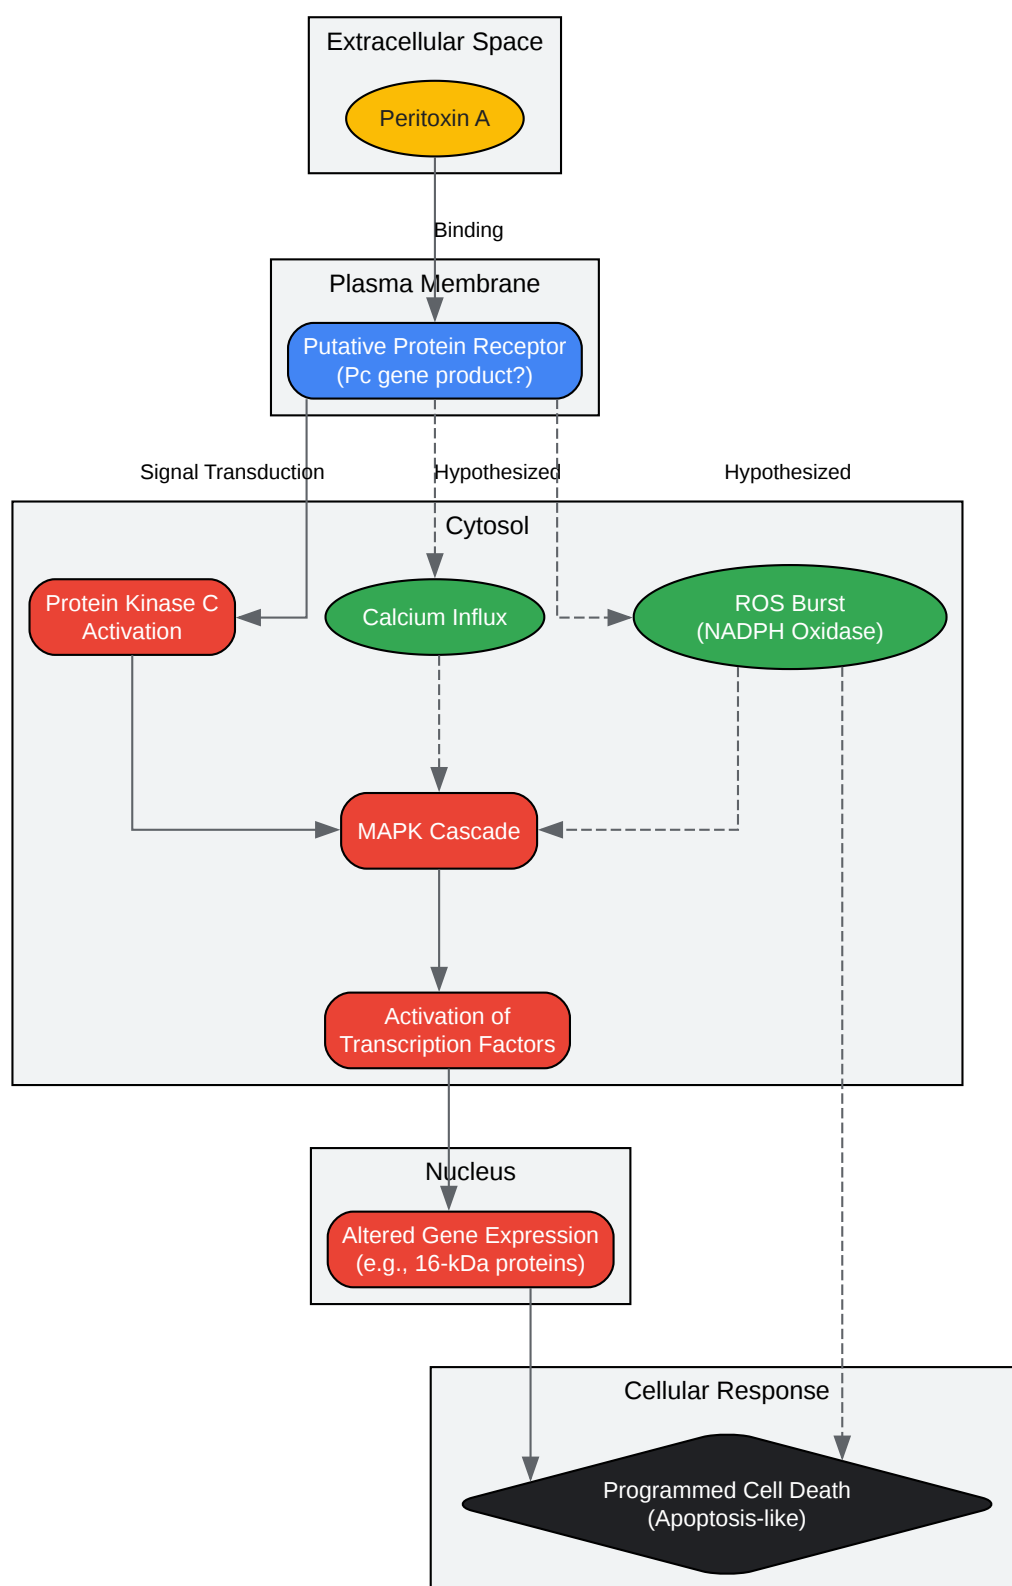 Extracellular Space
Peritoxin A
Binding
Plasma Membrane
Putative Protein Receptor
(Pc gene product?)
Signal Transduction
Hypothesized
Hypothesized
Cytosol
Protein Kinase C
Activation
Calcium Influx
ROS Burst
(NADPH Oxidase)
MAPK Cascade
Activation of
Transcription Factors
Nucleus
Altered Gene Expression
(e.g., 16-kDa proteins)
Cellular Response
Programmed Cell Death
(Apoptosis-like)